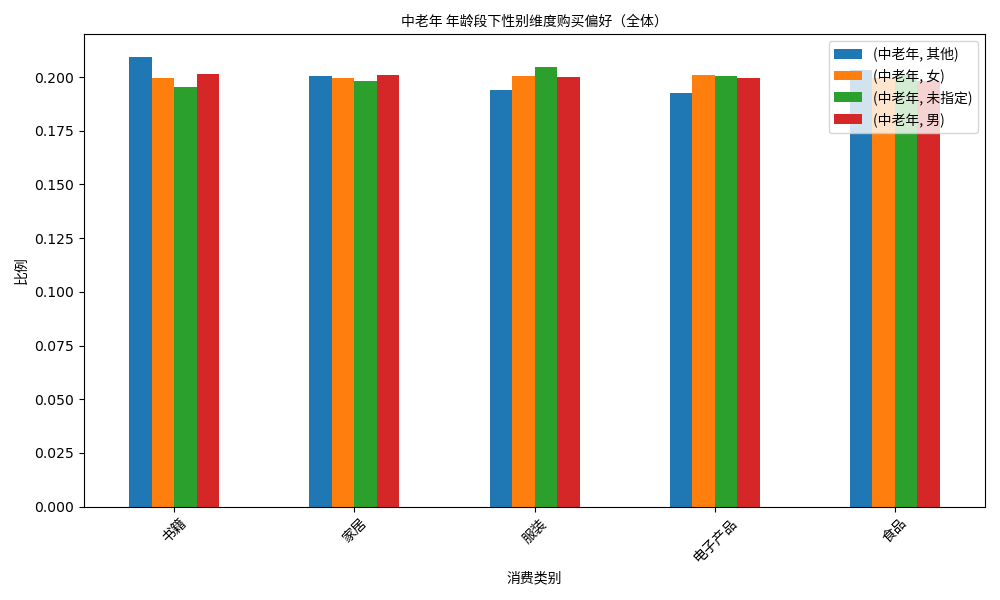 中老年 年龄段下性别维度购买偏好（全体）
(中老年, 其他)
(中老年, 女)
(中老年, 未指定)
(中老年, 男)
比例
0.200
0.175
0.150
0.125
0.100
0.075
0.050
0.025
0.000
书籍
家居
服装
电子产品
食品
消费类别